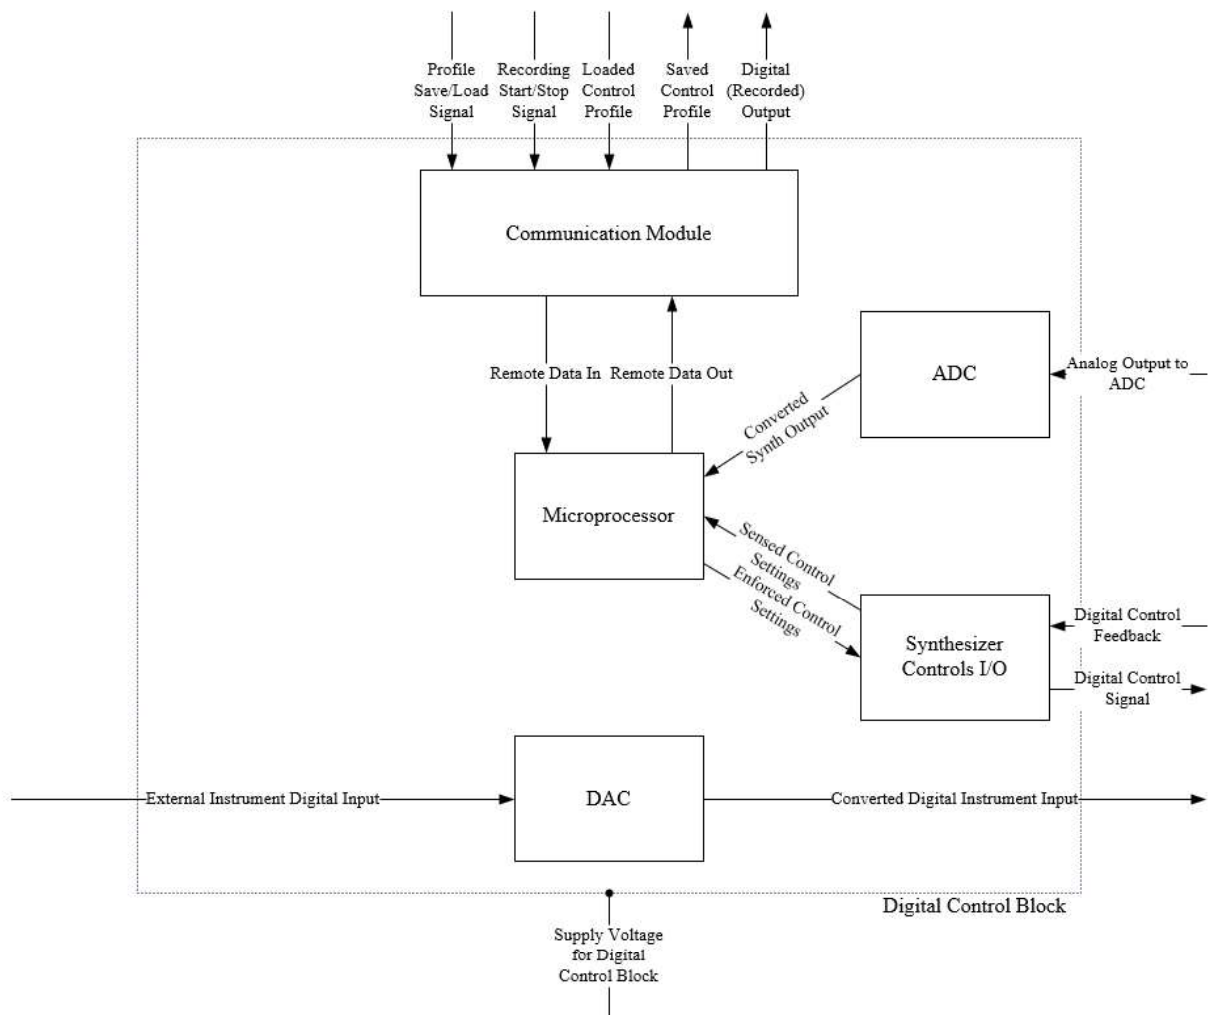 Profile
Save/Load
Signal
Recording
Start/Stop
Signal
Loaded
Control
Profile
Saved
Control
Profile
Digital
(Recorded)
Output
Communication Module
Remote Data In
Remote Data Out
ADC
Analog Output to
ADC
Converted
Synth Output
Microprocessor
Sensed Control
Settings
Enforced Control
Settings
Synthesizer
Controls I/O
Digital Control
Feedback
Digital Control
Signal
External Instrument Digital Input
DAC
Converted Digital Instrument Input
Digital Control Block
Supply Voltage
for Digital
Control Block